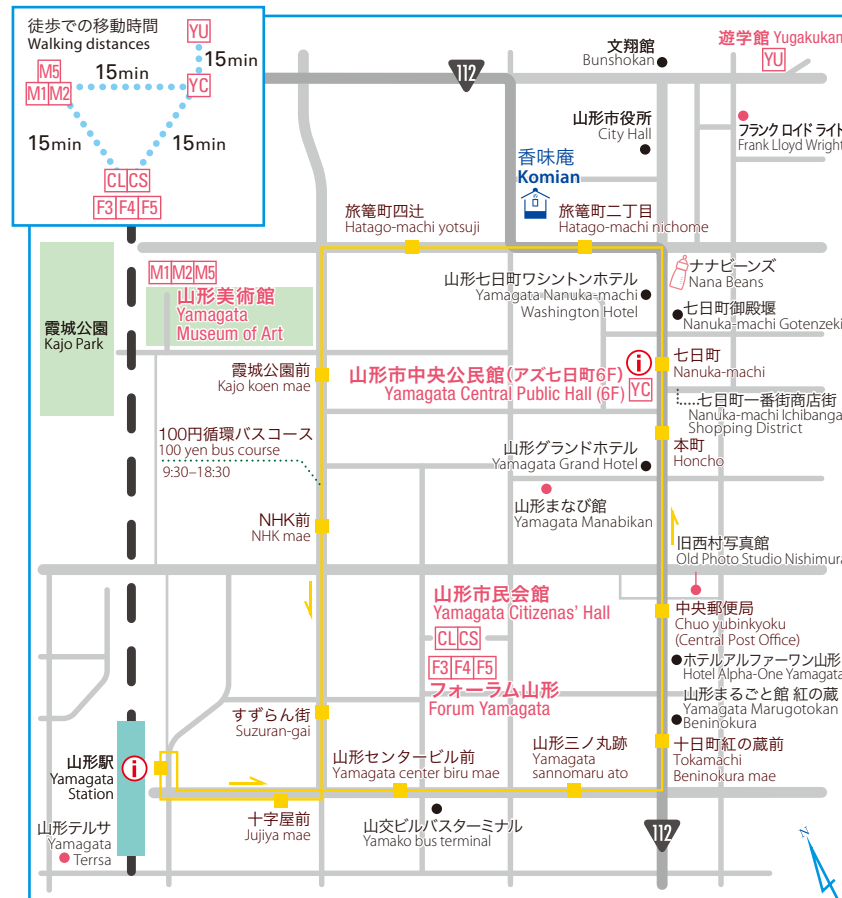 徒歩での移動時間
Walking distances
YU
15min
M5
15min
YC
M1 M2
15min
15min
CL CS
F3 F4 F5
112
文翔館
Bunshokan
遊学館 Yugakukan
YU
山形市役所
City Hall
フランク ロイド ライト
Frank Lloyd Wright
香味庵
Komian
旅篭町四辻
Hatago-machi yotsuji
旅篭町二丁目
Hatago-machi nichome
M1 M2 M5
山形美術館
Yamagata
Museum of Art
霞城公園
Kajo Park
山形七日町ワシントンホテル
Yamagata Nanuka-machi
Washington Hotel
ナナビーンズ
Nana Beans
七日町御殿堰
Nanuka-machi Gotenzeki
霞城公園前
Kajo koen mae
山形市中央公民館(アズ七日町6F)
Yamagata Central Public Hall (6F)
YC
i
七日町
Nanuka-machi
七日町一番街商店街
Nanuka-machi Ichibanga
Shopping District
100円循環バスコース
100 yen bus course
9:30–18:30
山形グランドホテル
Yamagata Grand Hotel
本町
Honcho
山形まなび館
Yamagata Manabikan
NHK前
NHK mae
旧西村写真館
Old Photo Studio Nishimura
山形市民会館
Yamagata Citizenas’ Hall
CL CS
F3 F4 F5
フォーラム山形
Forum Yamagata
中央郵便局
Chuo yubinkyoku
(Central Post Office)
ホテルアルファーワン山形
Hotel Alpha-One Yamagata
山形まるごと館 紅の蔵
Yamagata Marugotokan
Beninokura
すずらん街
Suzuran-gai
山形駅
Yamagata
Station
i
山形センタービル前
Yamagata center biru mae
山形三ノ丸跡
Yamagata
sannomaru ato
十日町紅の蔵前
Tokamachi
Beninokura mae
十字屋前
Jujiya mae
山交ビルバスターミナル
Yamako bus terminal
山形テルサ
Yamagata
Terrsa
112
N